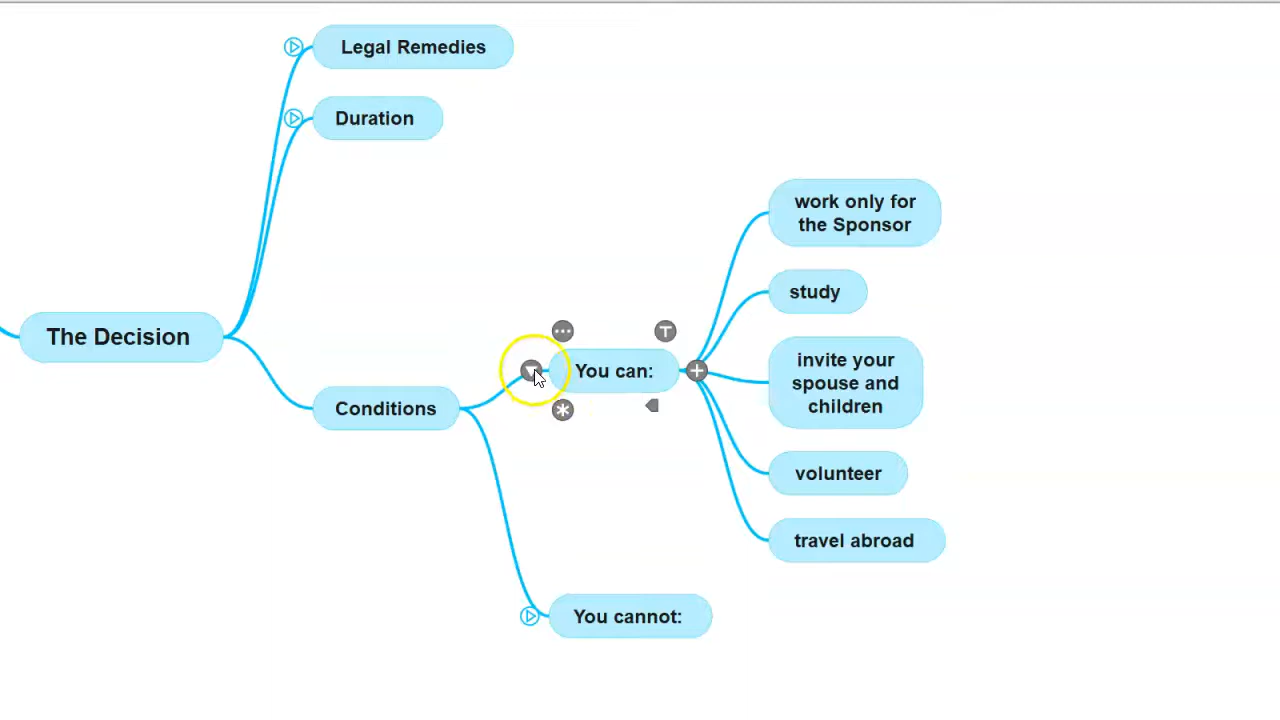 Legal Remedies
Duration
The Decision
Conditions
You can:
work only for
the Sponsor
study
invite your
spouse and
children
volunteer
travel abroad
You cannot: